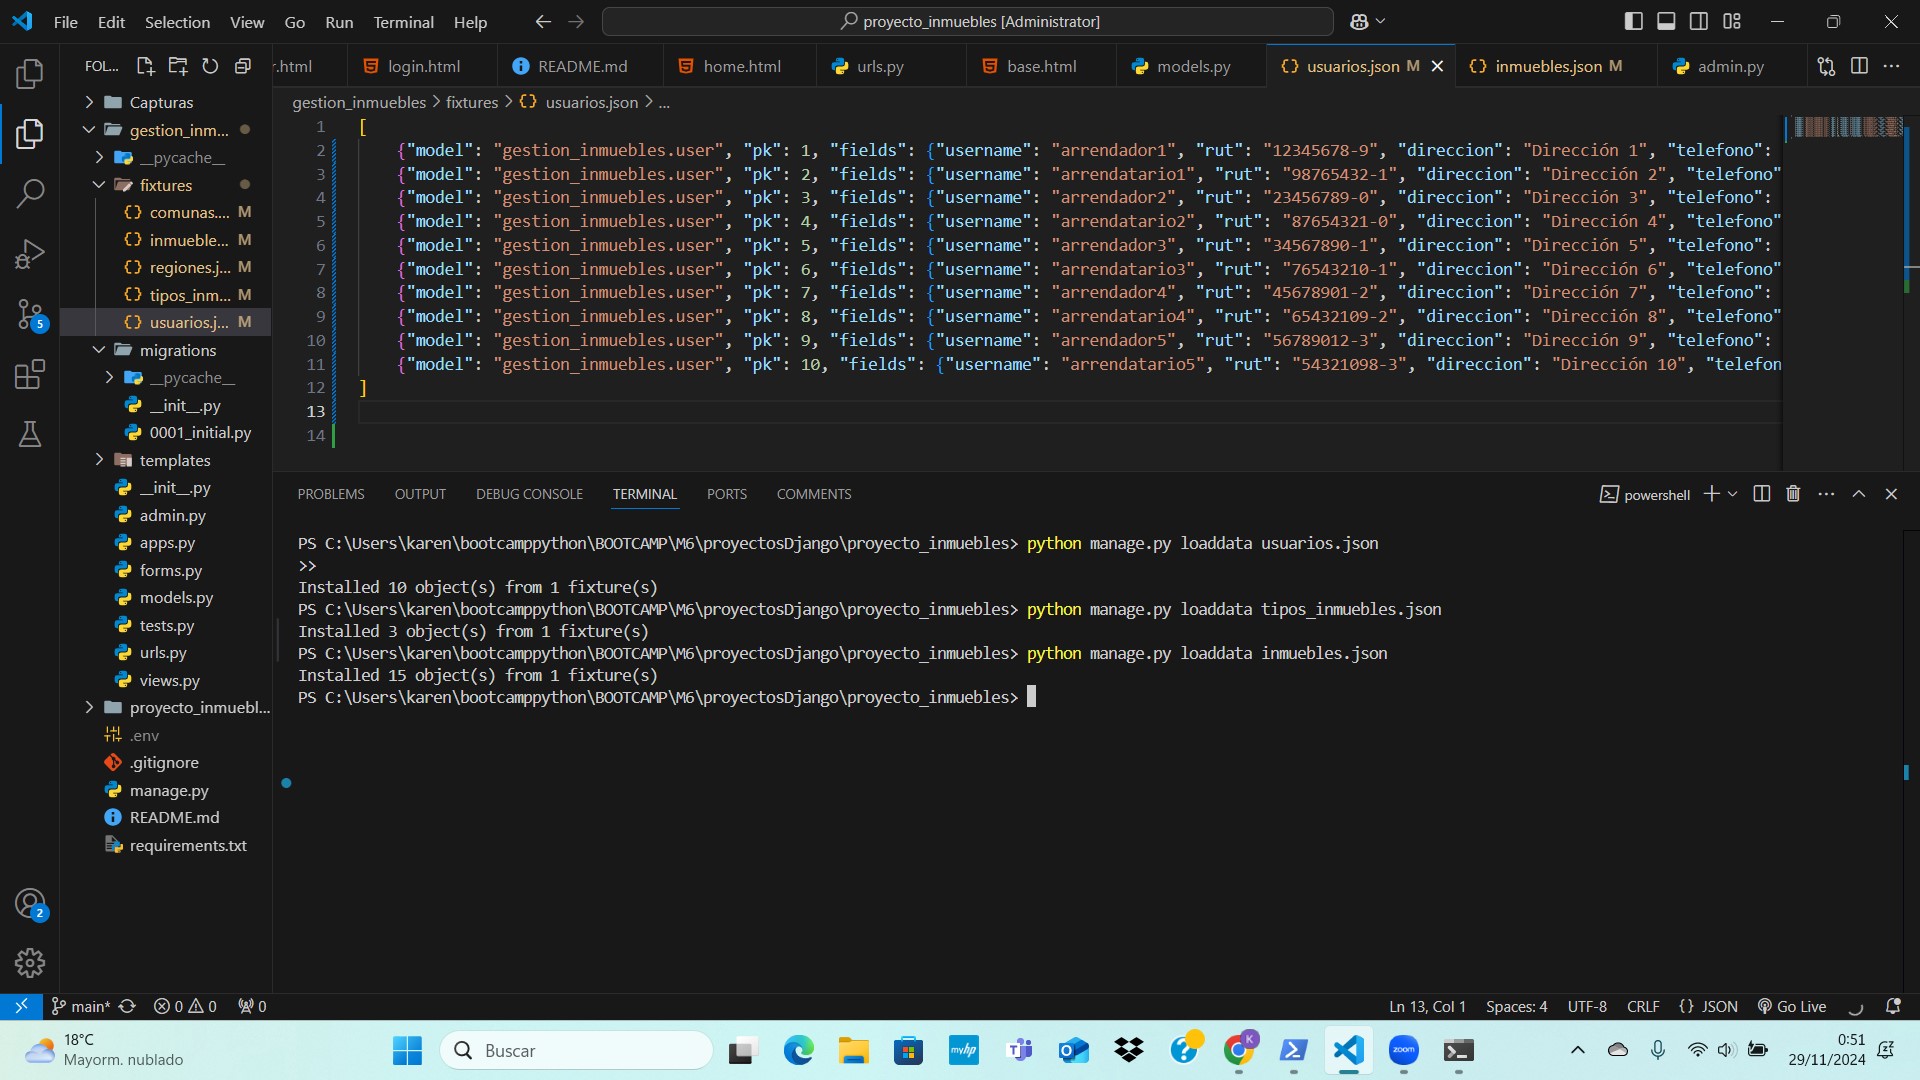 File Edit Selection View Go Run Terminal Help
proyecto_inmuebles [Administrator]
FOL...
r.html login.html README.md home.html urls.py base.html models.py usuarios.json M inmuebles.json M admin.py
gestion_inmuebles > fixtures > {} usuarios.json > ...
Capturas
gestion_inm...
__pycache__
fixtures
comunas.... M
inmueble... M
regiones.j... M
tipos_inm... M
usuarios.j... M
migrations
__pycache__
__init__.py
0001_initial.py
templates
__init__.py
admin.py
apps.py
forms.py
models.py
tests.py
urls.py
views.py
proyecto_inmuebl...
.env
.gitignore
manage.py
README.md
requirements.txt
1 [
2 {"model": "gestion_inmuebles.user", "pk": 1, "fields": {"username": "arrendador1", "rut": "12345678-9", "direccion": "Dirección 1", "telefono":
3 {"model": "gestion_inmuebles.user", "pk": 2, "fields": {"username": "arrendatario1", "rut": "98765432-1", "direccion": "Dirección 2", "telefono"
4 {"model": "gestion_inmuebles.user", "pk": 3, "fields": {"username": "arrendador2", "rut": "23456789-0", "direccion": "Dirección 3", "telefono":
5 {"model": "gestion_inmuebles.user", "pk": 4, "fields": {"username": "arrendatario2", "rut": "87654321-0", "direccion": "Dirección 4", "telefono"
6 {"model": "gestion_inmuebles.user", "pk": 5, "fields": {"username": "arrendador3", "rut": "34567890-1", "direccion": "Dirección 5", "telefono":
7 {"model": "gestion_inmuebles.user", "pk": 6, "fields": {"username": "arrendatario3", "rut": "76543210-1", "direccion": "Dirección 6", "telefono"
8 {"model": "gestion_inmuebles.user", "pk": 7, "fields": {"username": "arrendador4", "rut": "45678901-2", "direccion": "Dirección 7", "telefono":
9 {"model": "gestion_inmuebles.user", "pk": 8, "fields": {"username": "arrendatario4", "rut": "65432109-2", "direccion": "Dirección 8", "telefono"
10 {"model": "gestion_inmuebles.user", "pk": 9, "fields": {"username": "arrendador5", "rut": "56789012-3", "direccion": "Dirección 9", "telefono":
11 {"model": "gestion_inmuebles.user", "pk": 10, "fields": {"username": "arrendatario5", "rut": "54321098-3", "direccion": "Dirección 10", "telefon
12 ]
13
14
PROBLEMS OUTPUT DEBUG CONSOLE TERMINAL PORTS COMMENTS
powershell
PS C:\Users\karen\bootcamppython\BOOTCAMP\M6\proyectosDjango\proyecto_inmuebles> python manage.py loaddata usuarios.json
>>
Installed 10 object(s) from 1 fixture(s)
PS C:\Users\karen\bootcamppython\BOOTCAMP\M6\proyectosDjango\proyecto_inmuebles> python manage.py loaddata tipos_inmuebles.json
Installed 3 object(s) from 1 fixture(s)
PS C:\Users\karen\bootcamppython\BOOTCAMP\M6\proyectosDjango\proyecto_inmuebles> python manage.py loaddata inmuebles.json
Installed 15 object(s) from 1 fixture(s)
PS C:\Users\karen\bootcamppython\BOOTCAMP\M6\proyectosDjango\proyecto_inmuebles>
5
2
main* 0 0 0
Ln 13, Col 1 Spaces: 4 UTF-8 CRLF {} JSON Go Live
18°C
Mayorm. nublado
Buscar
myhp
zoom
K
0:51
29/11/2024